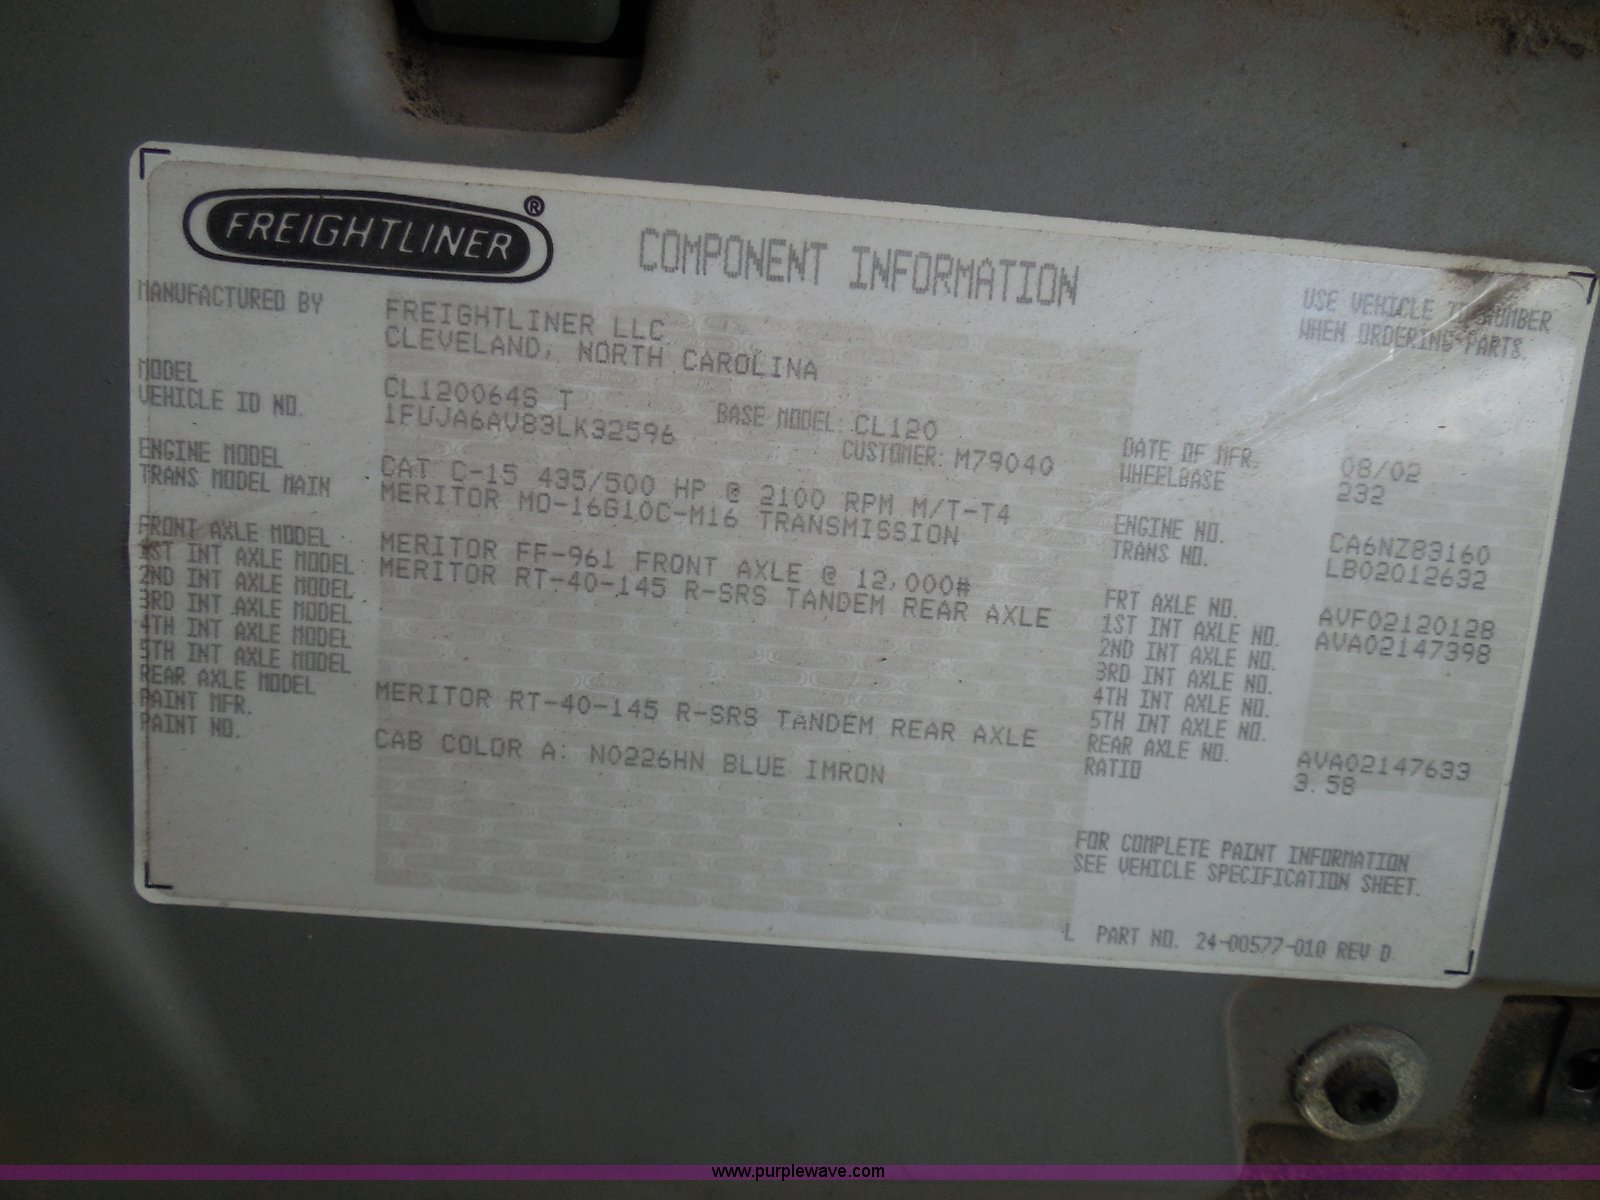 FREIGHTLINER®
COMPONENT INFORMATION
USE VEHICLE ID NUMBER
WHEN ORDERING PARTS.
MANUFACTURED BY FREIGHTLINER LLC
CLEVELAND, NORTH CAROLINA
MODEL CL120064S T BASE MODEL: CL120
VEHICLE ID NO. 1FUJA6AV83LK32596 CUSTOMER: M79040
DATE OF MFR. 08/02
WHEELBASE 232
ENGINE MODEL CAT C-15 435/500 HP @ 2100 RPM M/T-T4 ENGINE NO. CA6NZ83160
TRANS MODEL MAIN MERITOR MO-16G10C-M16 TRANSMISSION TRANS NO. LB02012632
FRONT AXLE MODEL MERITOR FF-961 FRONT AXLE @ 12,000# FRT AXLE NO. AVF02120128
1ST INT AXLE MODEL MERITOR RT-40-145 R-SRS TANDEM REAR AXLE 1ST INT AXLE NO. AVA02147398
2ND INT AXLE MODEL 2ND INT AXLE NO.
3RD INT AXLE MODEL 3RD INT AXLE NO.
4TH INT AXLE MODEL 4TH INT AXLE NO.
5TH INT AXLE MODEL 5TH INT AXLE NO.
REAR AXLE MODEL MERITOR RT-40-145 R-SRS TANDEM REAR AXLE REAR AXLE NO. AVA02147633
PAINT MFR. RATIO 3.58
PAINT NO. CAB COLOR A: N0226HN BLUE IMRON
FOR COMPLETE PAINT INFORMATION
SEE VEHICLE SPECIFICATION SHEET.
L PART NO. 24-00577-010 REV D
www.purplewave.com